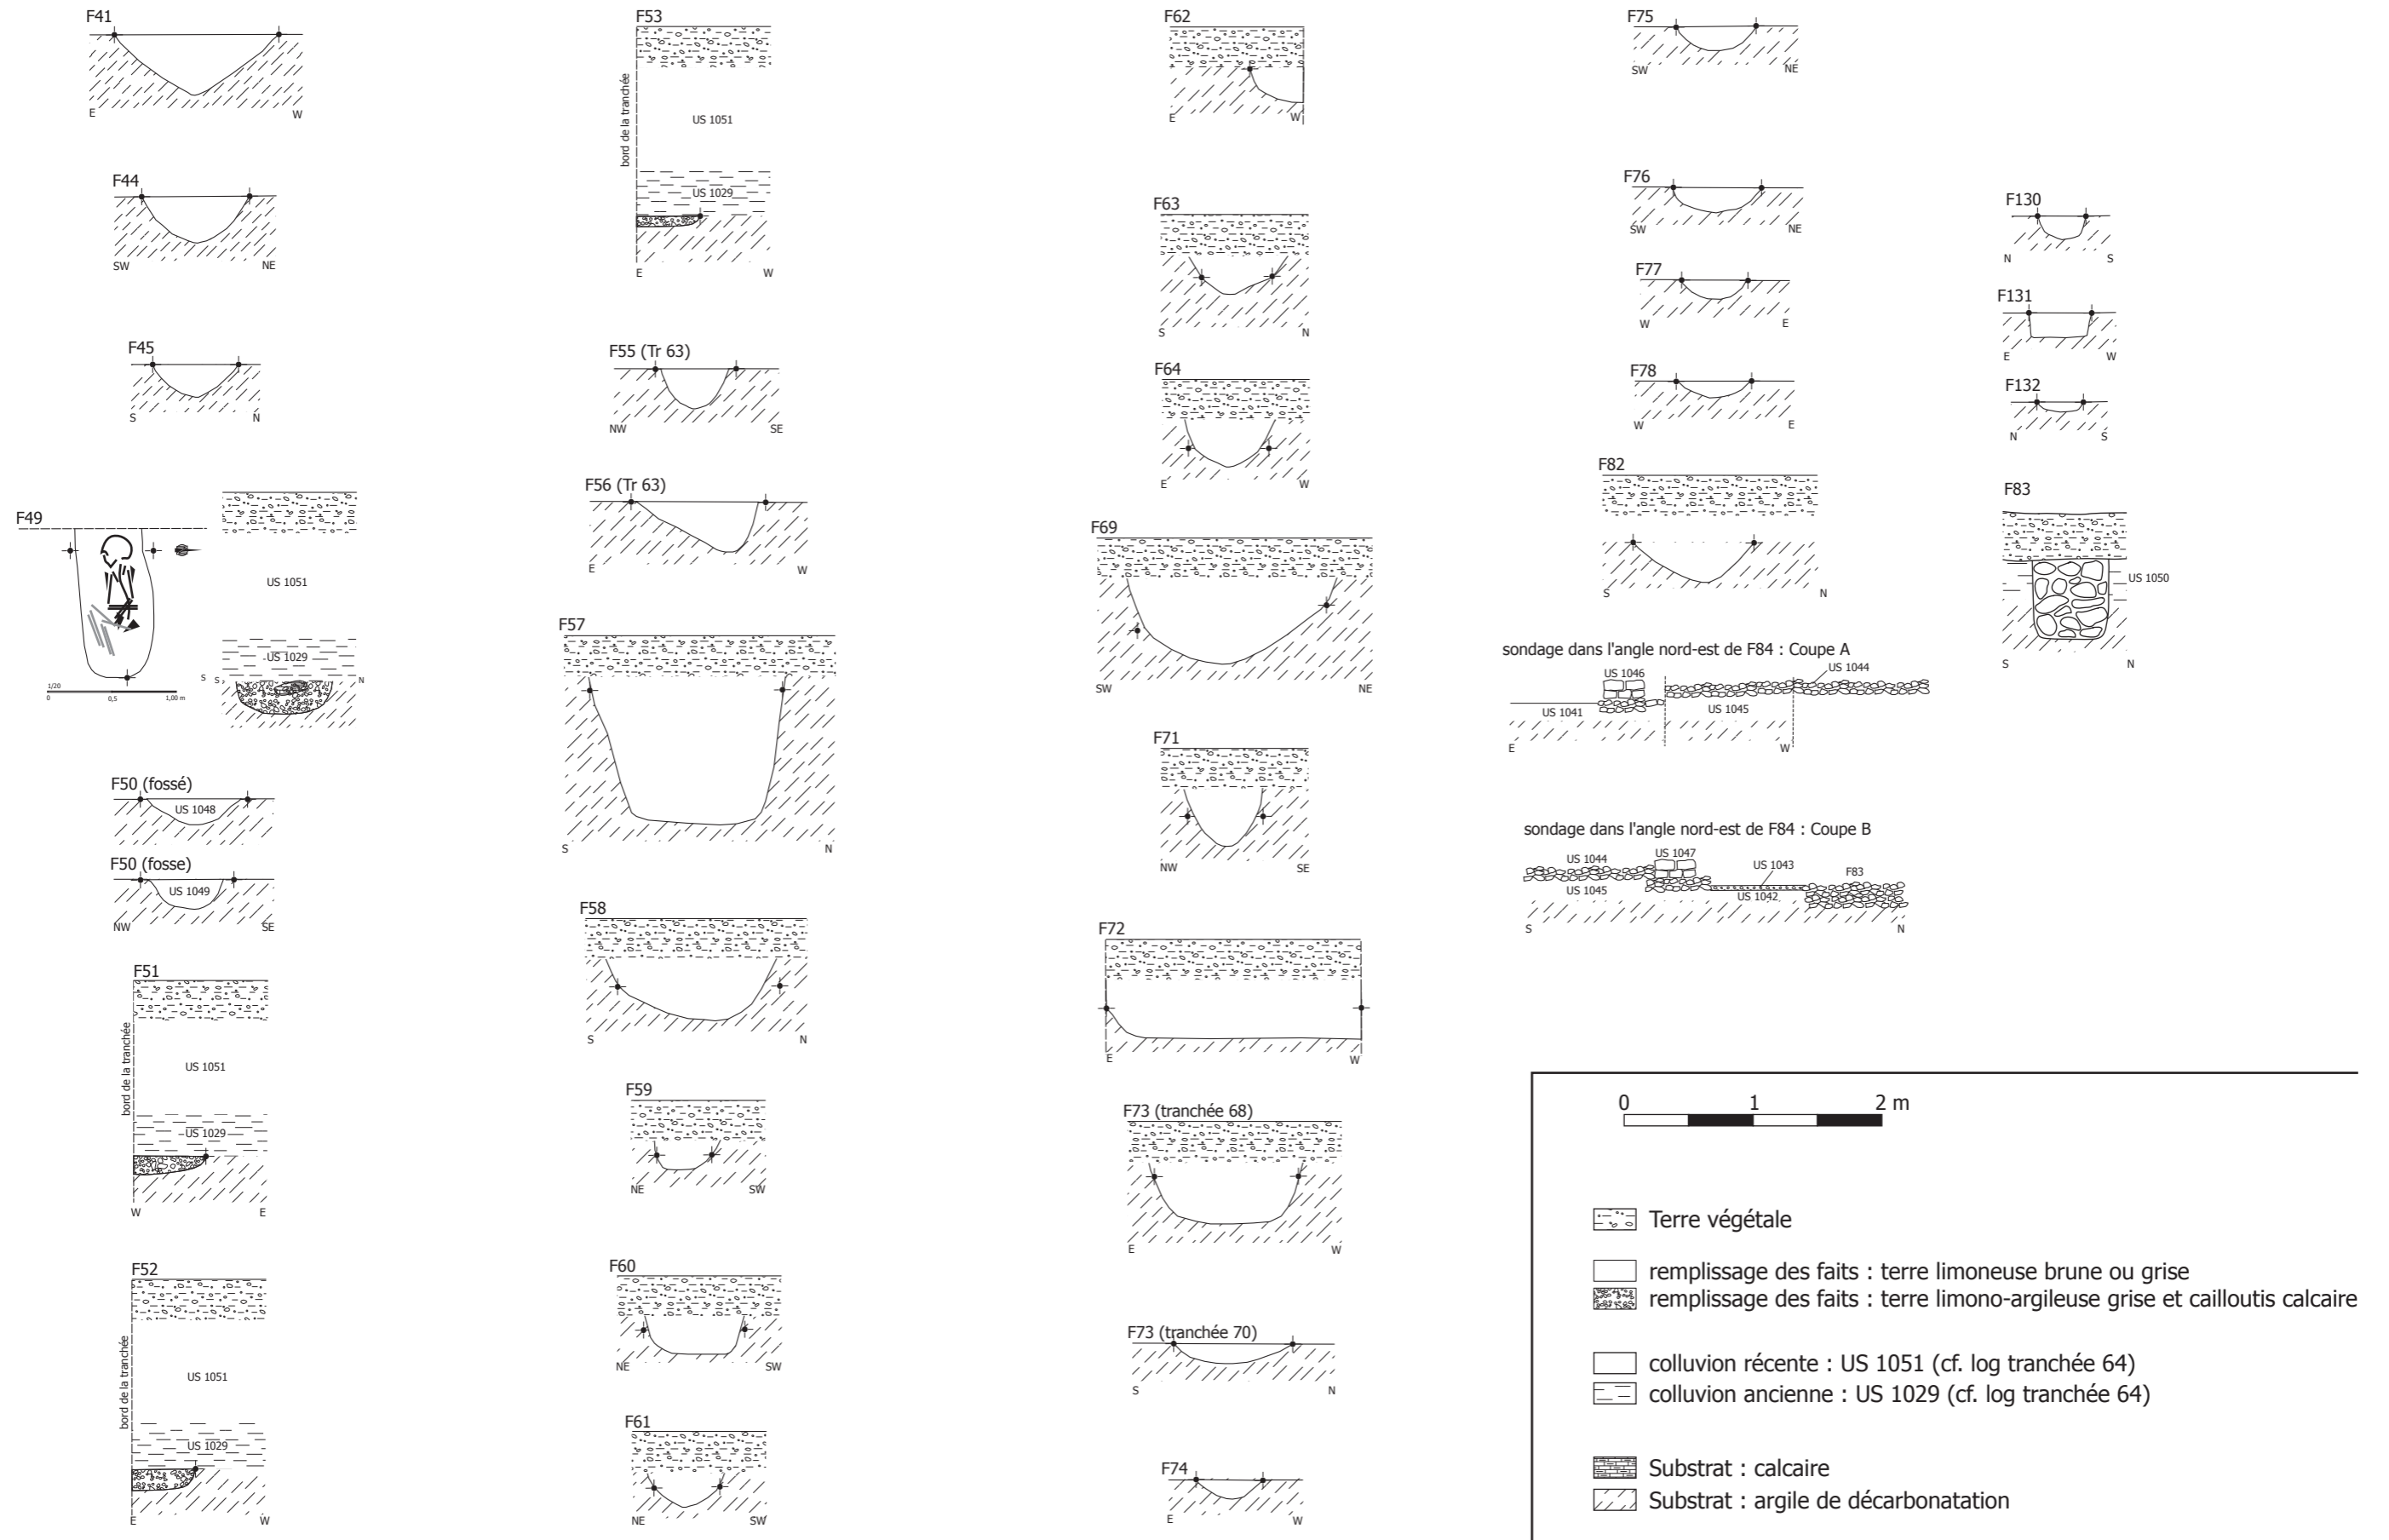 F41
E W
F44
SW NE
F45
S N
F49
US 1051
US 1029
S S N
1/20
0 0,5 1,00 m
F50 (fossé)
US 1048
F50 (fosse)
US 1049
NW SE
F51
bord de la tranchée
US 1051
US 1029
W E
F52
bord de la tranchée
US 1051
US 1029
E W
F53
bord de la tranchée
US 1051
US 1029
E W
F55 (Tr 63)
NW SE
F56 (Tr 63)
E W
F57
S N
F58
S N
F59
NE SW
F60
NE SW
F61
NE SW
F62
E W
F63
S N
F64
E W
F69
SW NE
F71
NW SE
F72
E W
F73 (tranchée 68)
E W
F73 (tranchée 70)
S N
F74
E W
F75
SW NE
F76
SW NE
F77
W E
F78
W E
F82
S N
F130
N S
F131
E W
F132
N S
F83
US 1050
S N
sondage dans l'angle nord-est de F84 : Coupe A
US 1046 US 1044
US 1041 US 1045
E W
sondage dans l'angle nord-est de F84 : Coupe B
US 1044 US 1047 US 1043 F83
US 1045 US 1042
S N
0 1 2 m
Terre végétale
remplissage des faits : terre limoneuse brune ou grise
remplissage des faits : terre limono-argileuse grise et cailloutis calcaire
colluvion récente : US 1051 (cf. log tranchée 64)
colluvion ancienne : US 1029 (cf. log tranchée 64)
Substrat : calcaire
Substrat : argile de décarbonatation